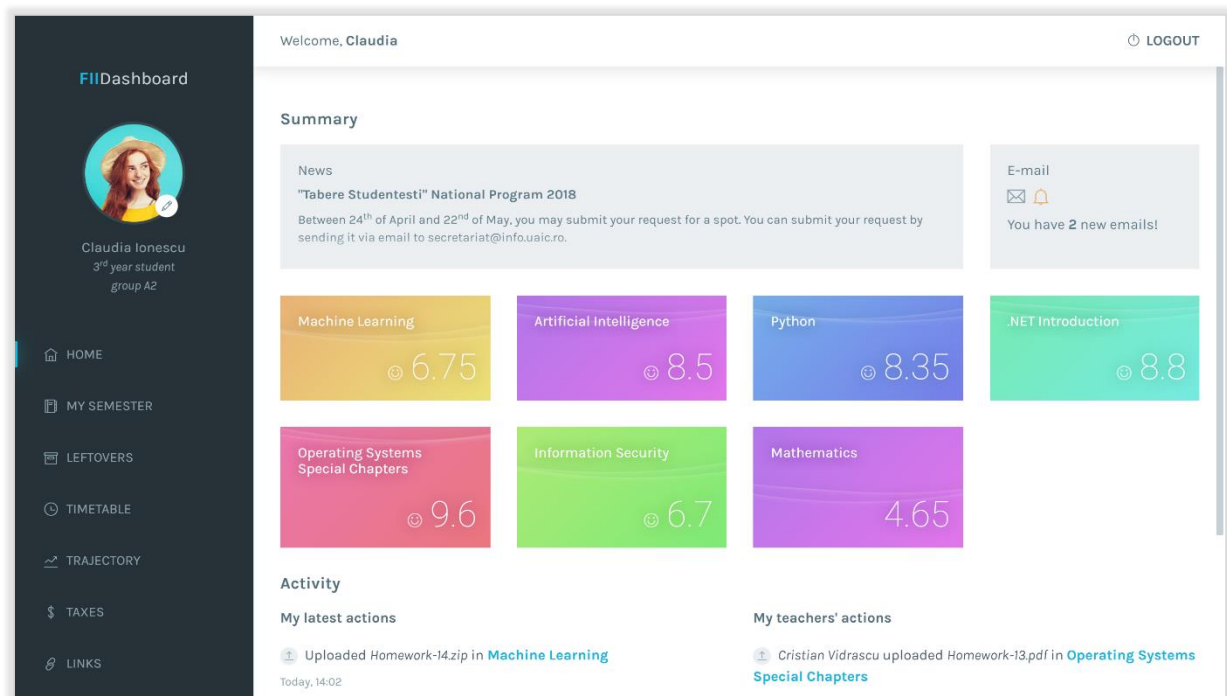 FIIDashboard
Claudia Ionescu
3rd year student
group A2
HOME
MY SEMESTER
LEFTOVERS
TIMETABLE
TRAJECTORY
TAXES
LINKS
Welcome, Claudia
LOGOUT
Summary
News
"Tabere Studentesti" National Program 2018
Between 24th of April and 22nd of May, you may submit your request for a spot. You can submit your request by
sending it via email to secretariat@info.uaic.ro.
E-mail
You have 2 new emails!
Machine Learning
6.75
Artificial Intelligence
8.5
Python
8.35
.NET Introduction
8.8
Operating Systems
Special Chapters
9.6
Information Security
6.7
Mathematics
4.65
Activity
My latest actions
Uploaded Homework-14.zip in Machine Learning
Today, 14:02
My teachers' actions
Cristian Vidrascu uploaded Homework-13.pdf in Operating Systems
Special Chapters